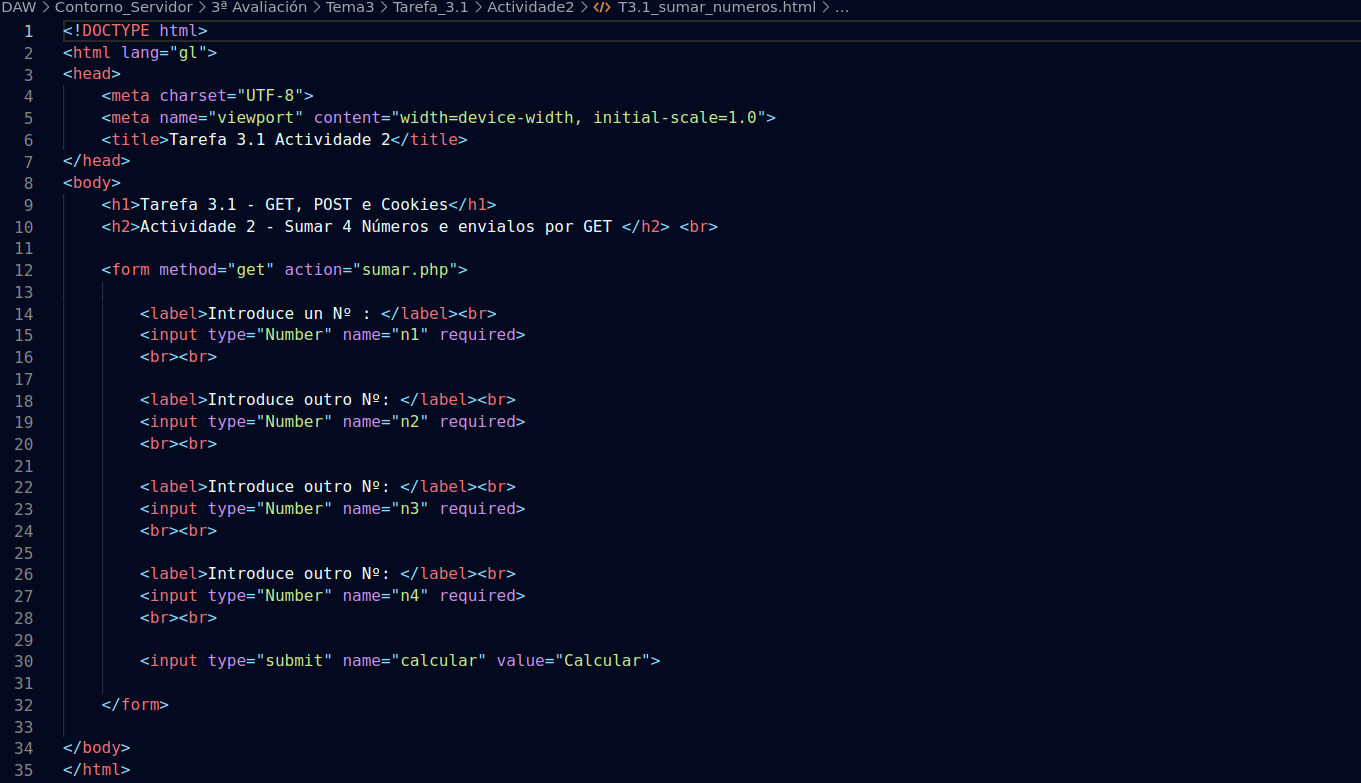 DAW > Contorno_Servidor > 3ª Avaliación > Tema3 > Tarefa_3.1 > Actividade2 > </> T3.1_sumar_numeros.html > ...
1 <!DOCTYPE html>
2 <html lang="gl">
3 <head>
4     <meta charset="UTF-8">
5     <meta name="viewport" content="width=device-width, initial-scale=1.0">
6     <title>Tarefa 3.1 Actividade 2</title>
7 </head>
8 <body>
9     <h1>Tarefa 3.1 - GET, POST e Cookies</h1>
10     <h2>Actividade 2 - Sumar 4 Números e envialos por GET </h2> <br>
11
12     <form method="get" action="sumar.php">
13
14         <label>Introduce un Nº : </label><br>
15         <input type="Number" name="n1" required>
16         <br><br>
17
18         <label>Introduce outro Nº: </label><br>
19         <input type="Number" name="n2" required>
20         <br><br>
21
22         <label>Introduce outro Nº: </label><br>
23         <input type="Number" name="n3" required>
24         <br><br>
25
26         <label>Introduce outro Nº: </label><br>
27         <input type="Number" name="n4" required>
28         <br><br>
29
30         <input type="submit" name="calcular" value="Calcular">
31
32     </form>
33
34 </body>
35 </html>